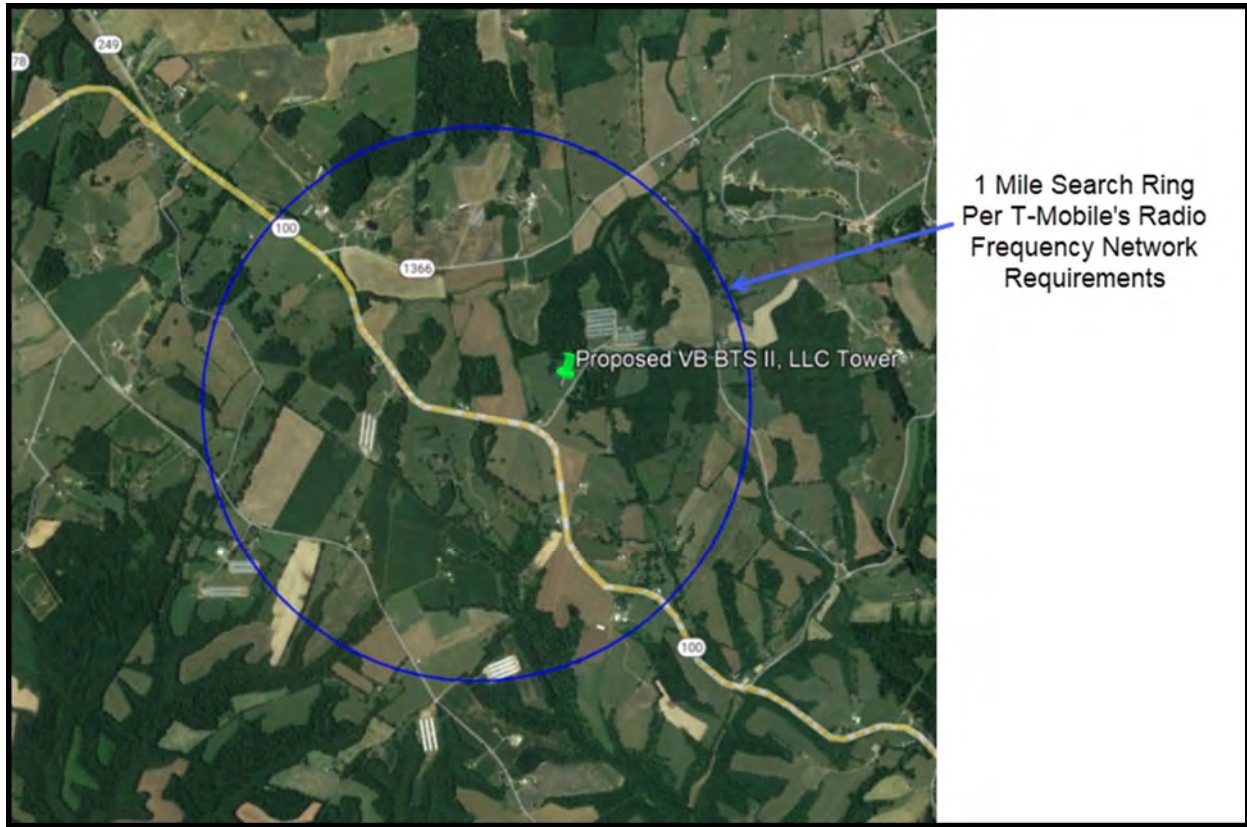 249
78
100
1366
1 Mile Search Ring
Per T-Mobile's Radio
Frequency Network
Requirements
Proposed VB BTS II, LLC Tower
100